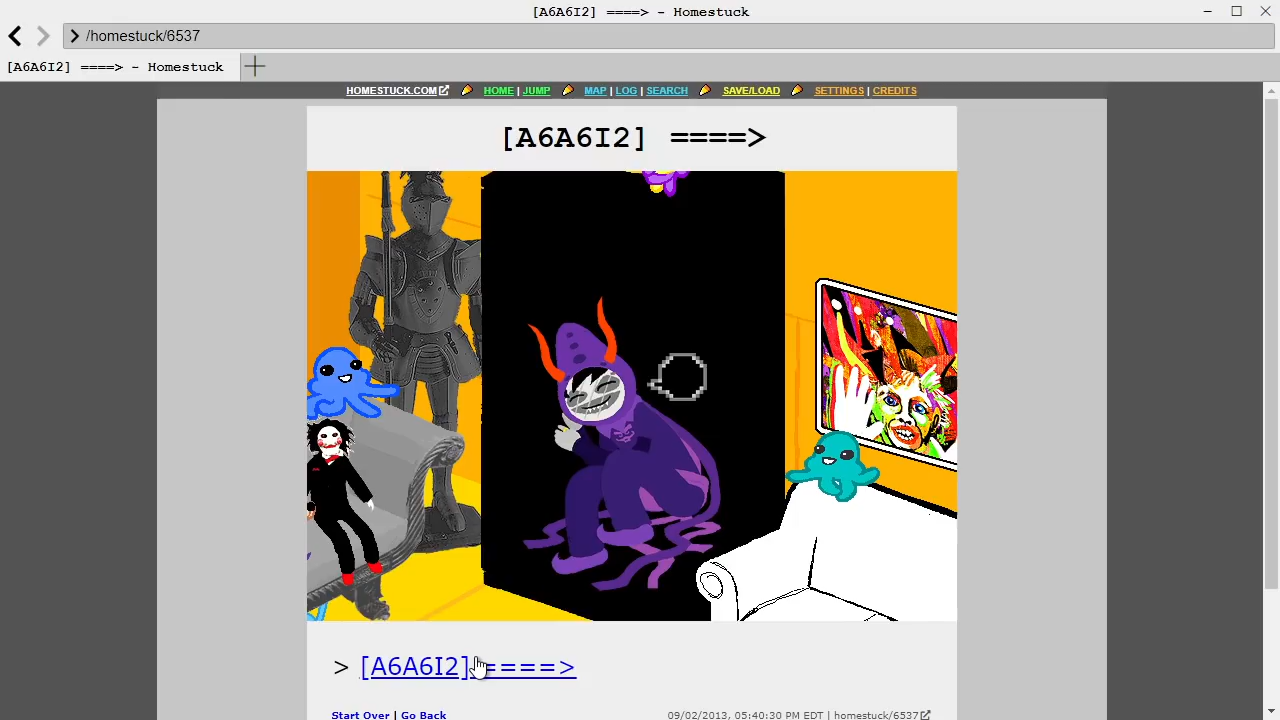 [A6A6I2] ====> - Homestuck
/homestuck/6537
[A6A6I2] ====> - Homestuck
HOMESTUCK.COM HOME | JUMP MAP | LOG | SEARCH SAVE/LOAD SETTINGS | CREDITS
[A6A6I2] ====>
> [A6A6I2] ====>
Start Over | Go Back 09/02/2013, 05:40:30 PM EDT | homestuck/6537